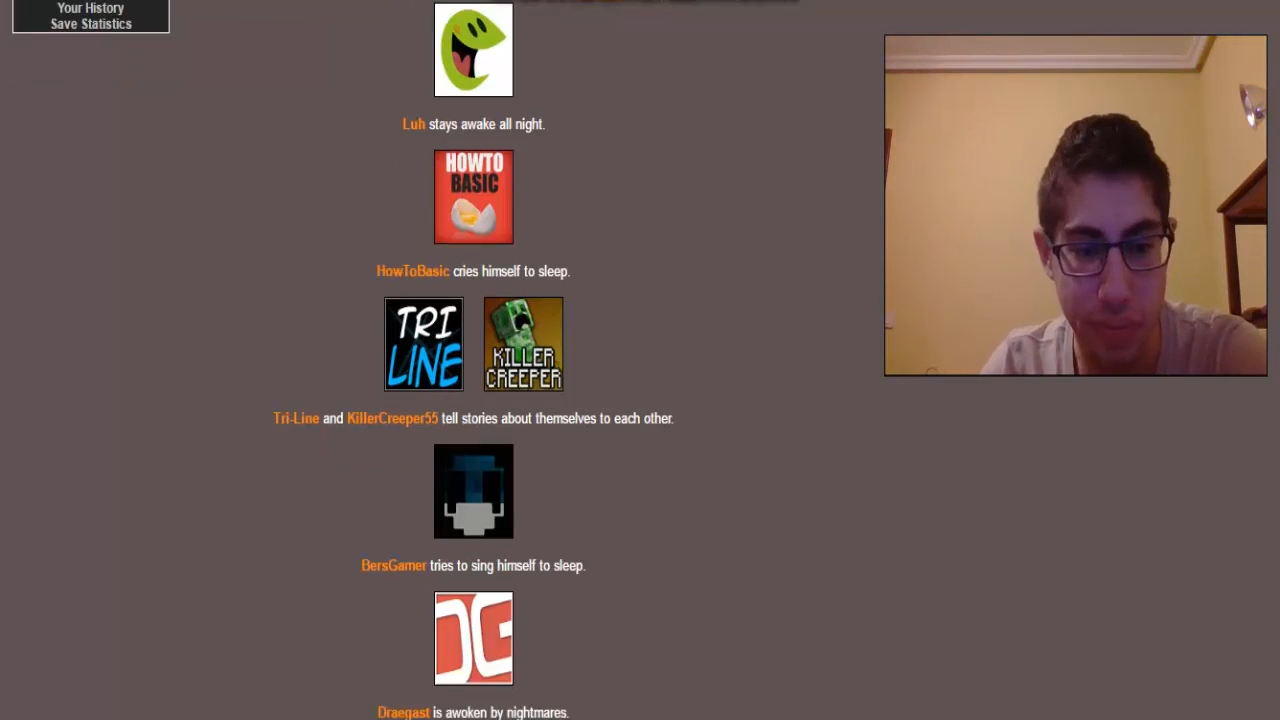 Your History
Save Statistics
Luh stays awake all night.
HOWTO
BASIC
HowToBasic cries himself to sleep.
TRI
LINE
KILLER
CREEPER
Tri-Line and KillerCreeper55 tell stories about themselves to each other.
BersGamer tries to sing himself to sleep.
DG
Draegast is awoken by nightmares.